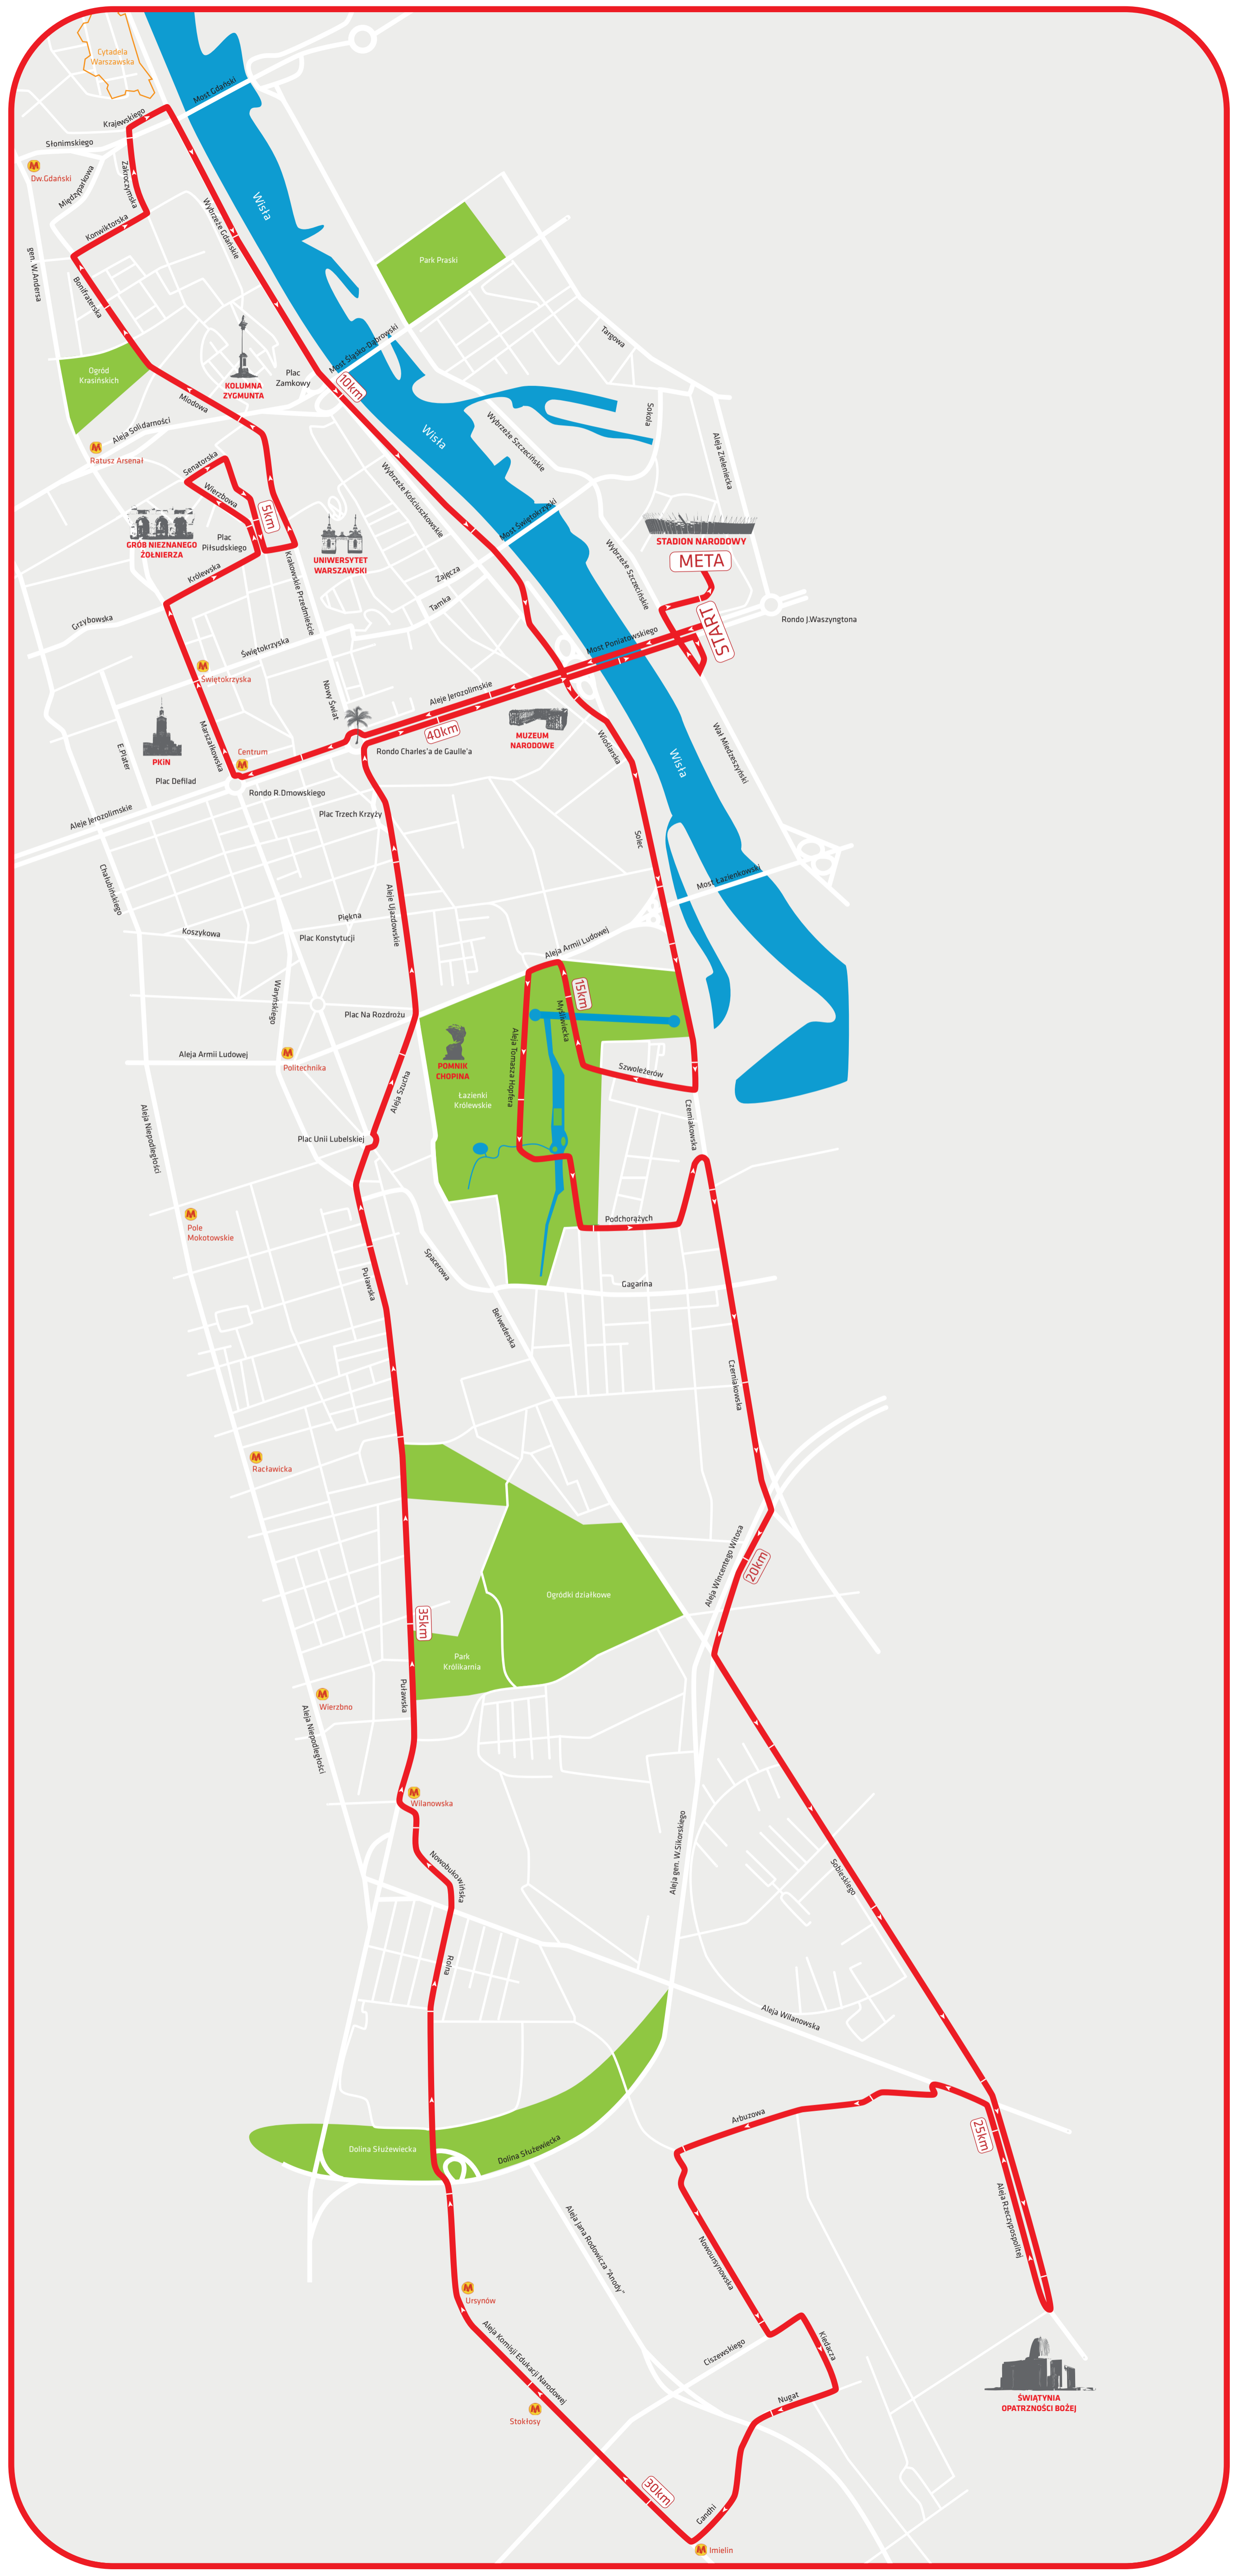 Cytadela
Warszawska
Most Gdański
Krajewskiego
Słonimskiego
Dw.Gdański
Międzyparkowa
Zakroczymska
Wisła
Wybrzeże Gdańskie
Konwiktorska
gen. W.Andersa
Bonifraterska
Park Praski
Targowa
Most Śląsko-Dąbrowski
Ogród
Krasińskich
KOLUMNA
ZYGMUNTA
Plac
Zamkowy
10km
Miodowa
Aleja Solidarności
Ratusz Arsenał
Wisła
Wybrzeże Szczecińskie
Sokola
Aleja Zieleniecka
Senatorska
Wierzbowa
5km
Wybrzeże Kościuszkowskie
Most Świętokrzyski
GRÓB NIEZNANEGO
ŻOŁNIERZA
Plac
Piłsudskiego
UNIWERSYTET
WARSZAWSKI
STADION NARODOWY
META
START
Wybrzeże Szczecińskie
Królewska
Krakowskie Przedmieście
Zajęcza
Tamka
Grzybowska
Rondo J.Waszyngtona
Most Poniatowskiego
Świętokrzyska
Świętokrzyska
Nowy Świat
Aleje Jerozolimskie
40km
MUZEUM
NARODOWE
Marszałkowska
E.Plater
PKiN
Centrum
Rondo Charles'a de Gaulle'a
Wioślarska
Wisła
Wał Miedzeszyński
Plac Defilad
Rondo R.Dmowskiego
Aleje Jerozolimskie
Plac Trzech Krzyży
Solec
Chałubińskiego
Most Łazienkowski
Aleje Ujazdowskie
Piękna
Koszykowa
Plac Konstytucji
Aleja Armii Ludowej
Waryńskiego
15km
Myśliwiecka
Plac Na Rozdrożu
Aleja Tomasza Hopfera
Aleja Armii Ludowej
Politechnika
POMNIK
CHOPINA
Szwoleżerów
Łazienki
Królewskie
Aleja Szucha
Czerniakowska
Aleja Niepodległości
Plac Unii Lubelskiej
Pole
Mokotowskie
Podchorążych
Puławska
Spacerowa
Gagarina
Belwederska
Czerniakowska
Racławicka
Aleja Wincentego Witosa
20km
Ogródki działkowe
35km
Park
Królikarnia
Puławska
Wierzbno
Aleja Niepodległości
Wilanowska
Aleja gen. W.Sikorskiego
Nowobukowińska
Sobieskiego
Rolna
Aleja Wilanowska
Arbuzowa
25km
Dolina Służewiecka
Dolina Służewiecka
Aleja Rzeczypospolitej
Aleja Jana Rodowicza "Anody"
Nowoursynowska
Ursynów
Aleja Komisji Edukacji Narodowej
Ciszewskiego
Kiedacza
ŚWIĄTYNIA
OPATRZNOŚCI BOŻEJ
Nugat
Stokłosy
30km
Gandhi
Imielin